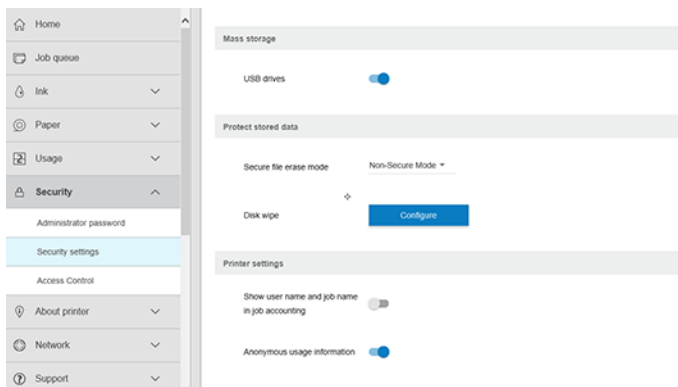 Home
Job queue
Ink
Paper
Usage
Security
Administrator password
Security settings
Access Control
About printer
Network
Support
Mass storage
USB drives
Protect stored data
Secure file erase mode
Non-Secure Mode
Disk wipe
Configure
Printer settings
Show user name and job name
in job accounting
Anonymous usage information